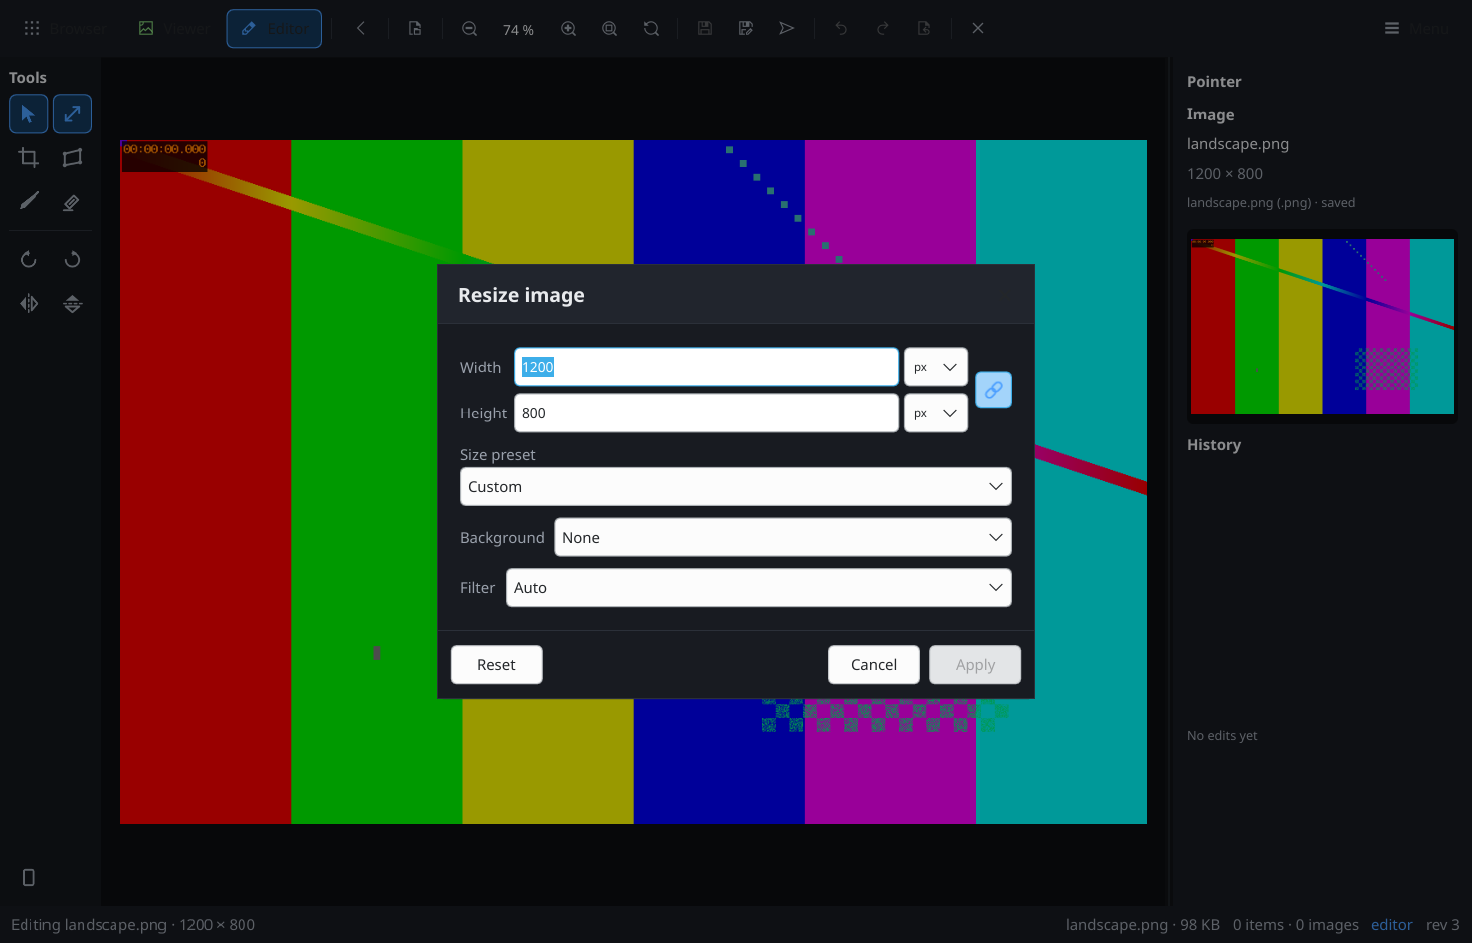 Browser Viewer Editor 74 % Menu
Tools
00:00:00.000
0
Pointer
Image
landscape.png
1200 × 800
landscape.png (.png) · saved
History
No edits yet
Resize image
Width 1200 px
Height 800 px
Size preset
Custom
Background None
Filter Auto
Reset Cancel Apply
Editing landscape.png · 1200 × 800 landscape.png · 98 KB 0 items · 0 images editor rev 3